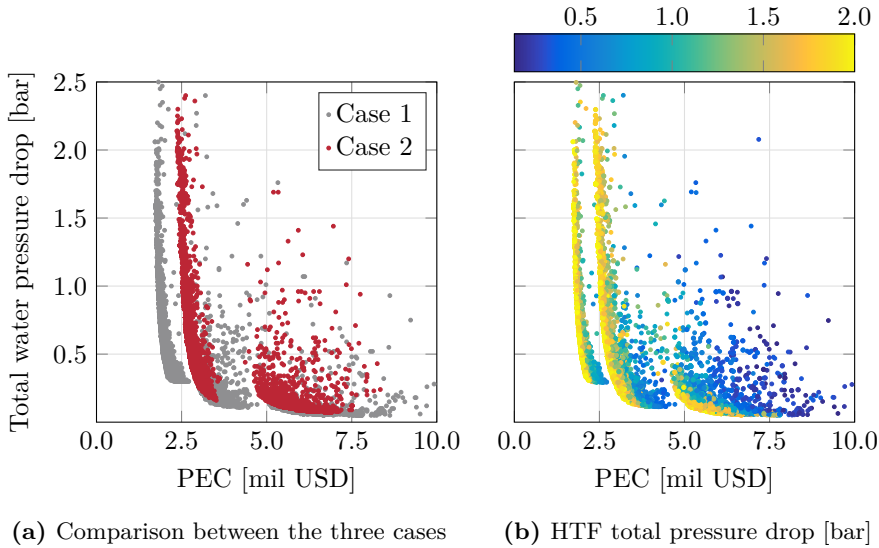 0.5 1.0 1.5 2.0
2.5
2.0
1.5
1.0
0.5
Total water pressure drop [bar]
Case 1
Case 2
0.0 2.5 5.0 7.5 10.0
PEC [mil USD]
0.0 2.5 5.0 7.5 10.0
PEC [mil USD]
(a) Comparison between the three cases
(b) HTF total pressure drop [bar]